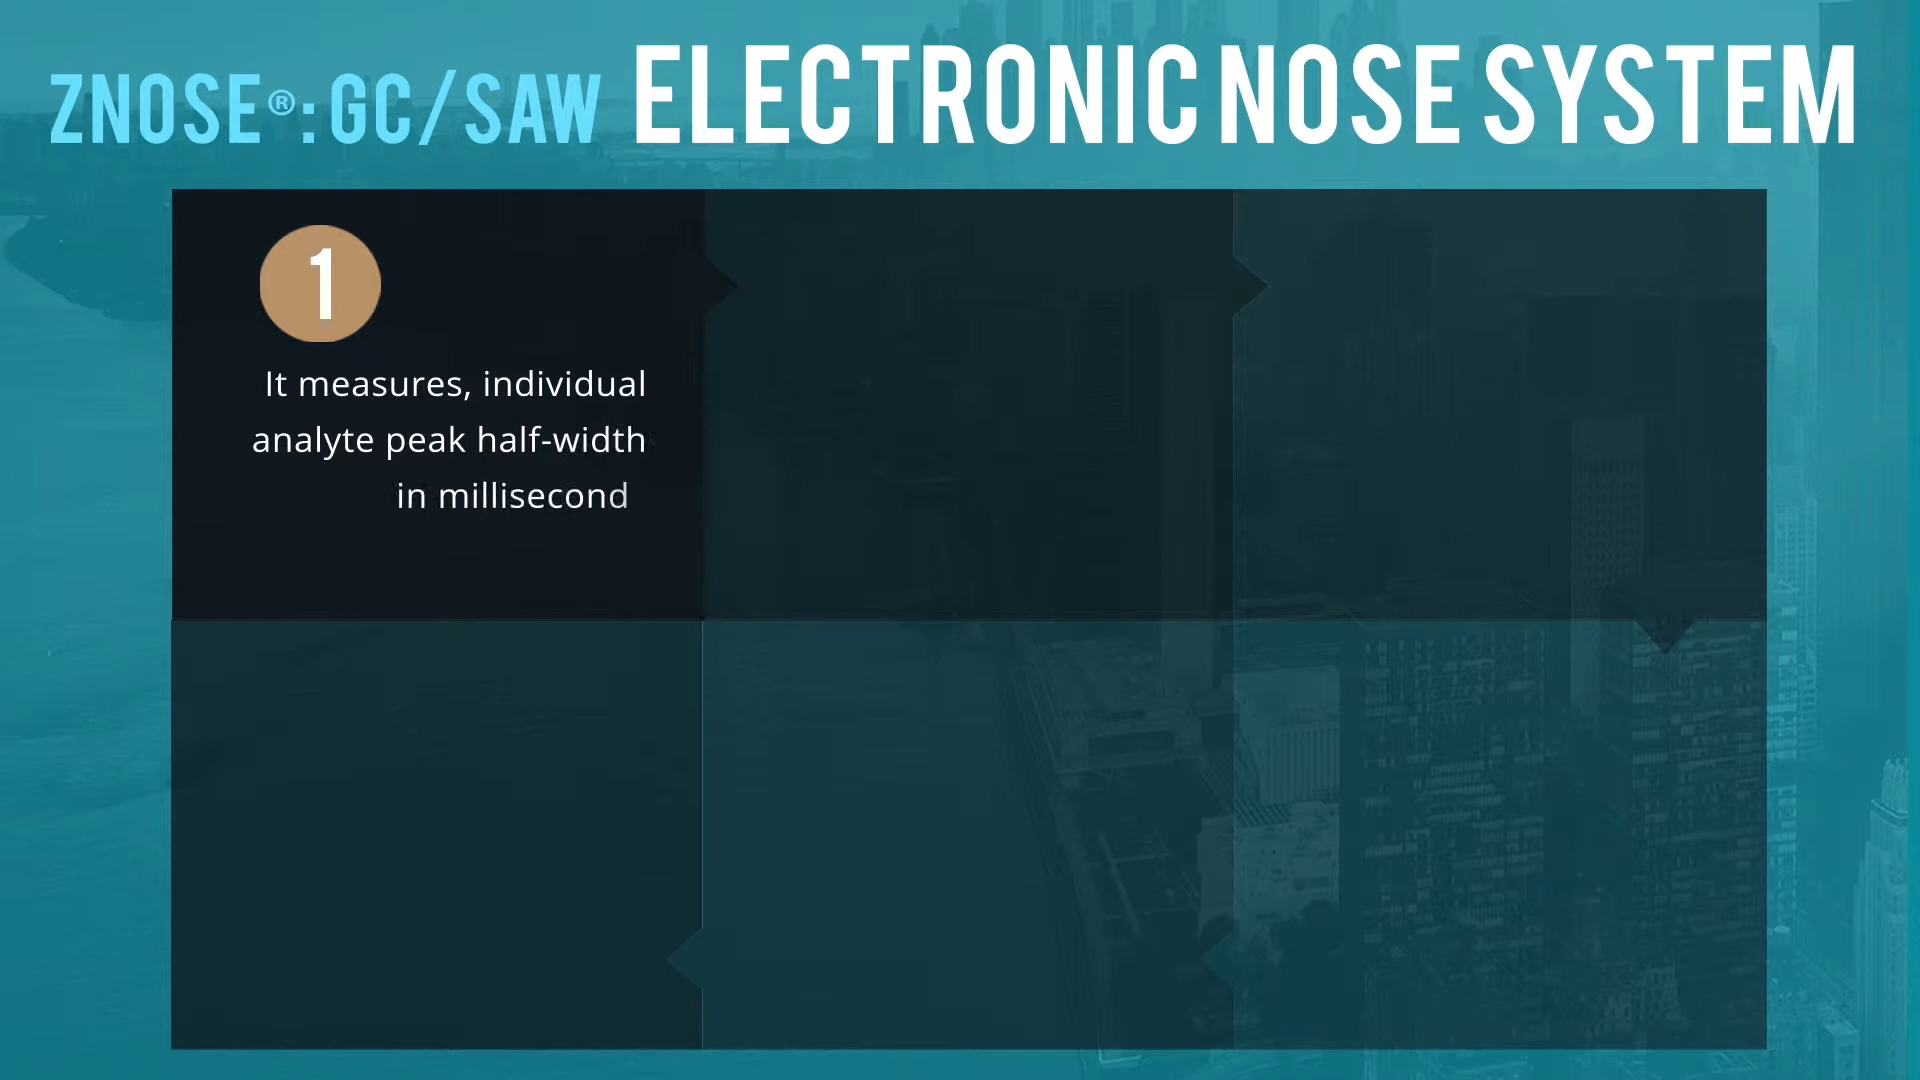 ZNOSE®:GC/SAW ELECTRONIC NOSE SYSTEM
1
It measures, individual
analyte peak half-width
in millisecond